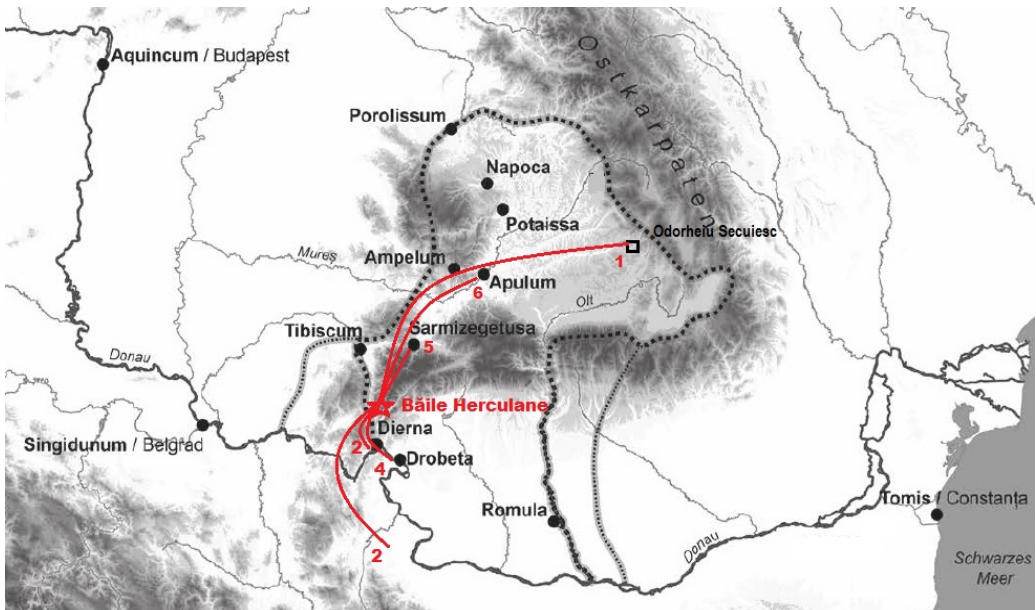 Aquincum / Budapest
Ostkarpaten
Porolissum
Napoca
Potaissa
Odorheiu Secuiesc
1
Mureş
Ampelum
Apulum
6
Olt
Tibiscum
Sarmizegetusa
5
Donau
Băile Herculane
Singidunum / Belgrad
Dierna
2
4
Drobeta
Romula
Tomis / Constanţa
2
Donau
Schwarzes
Meer